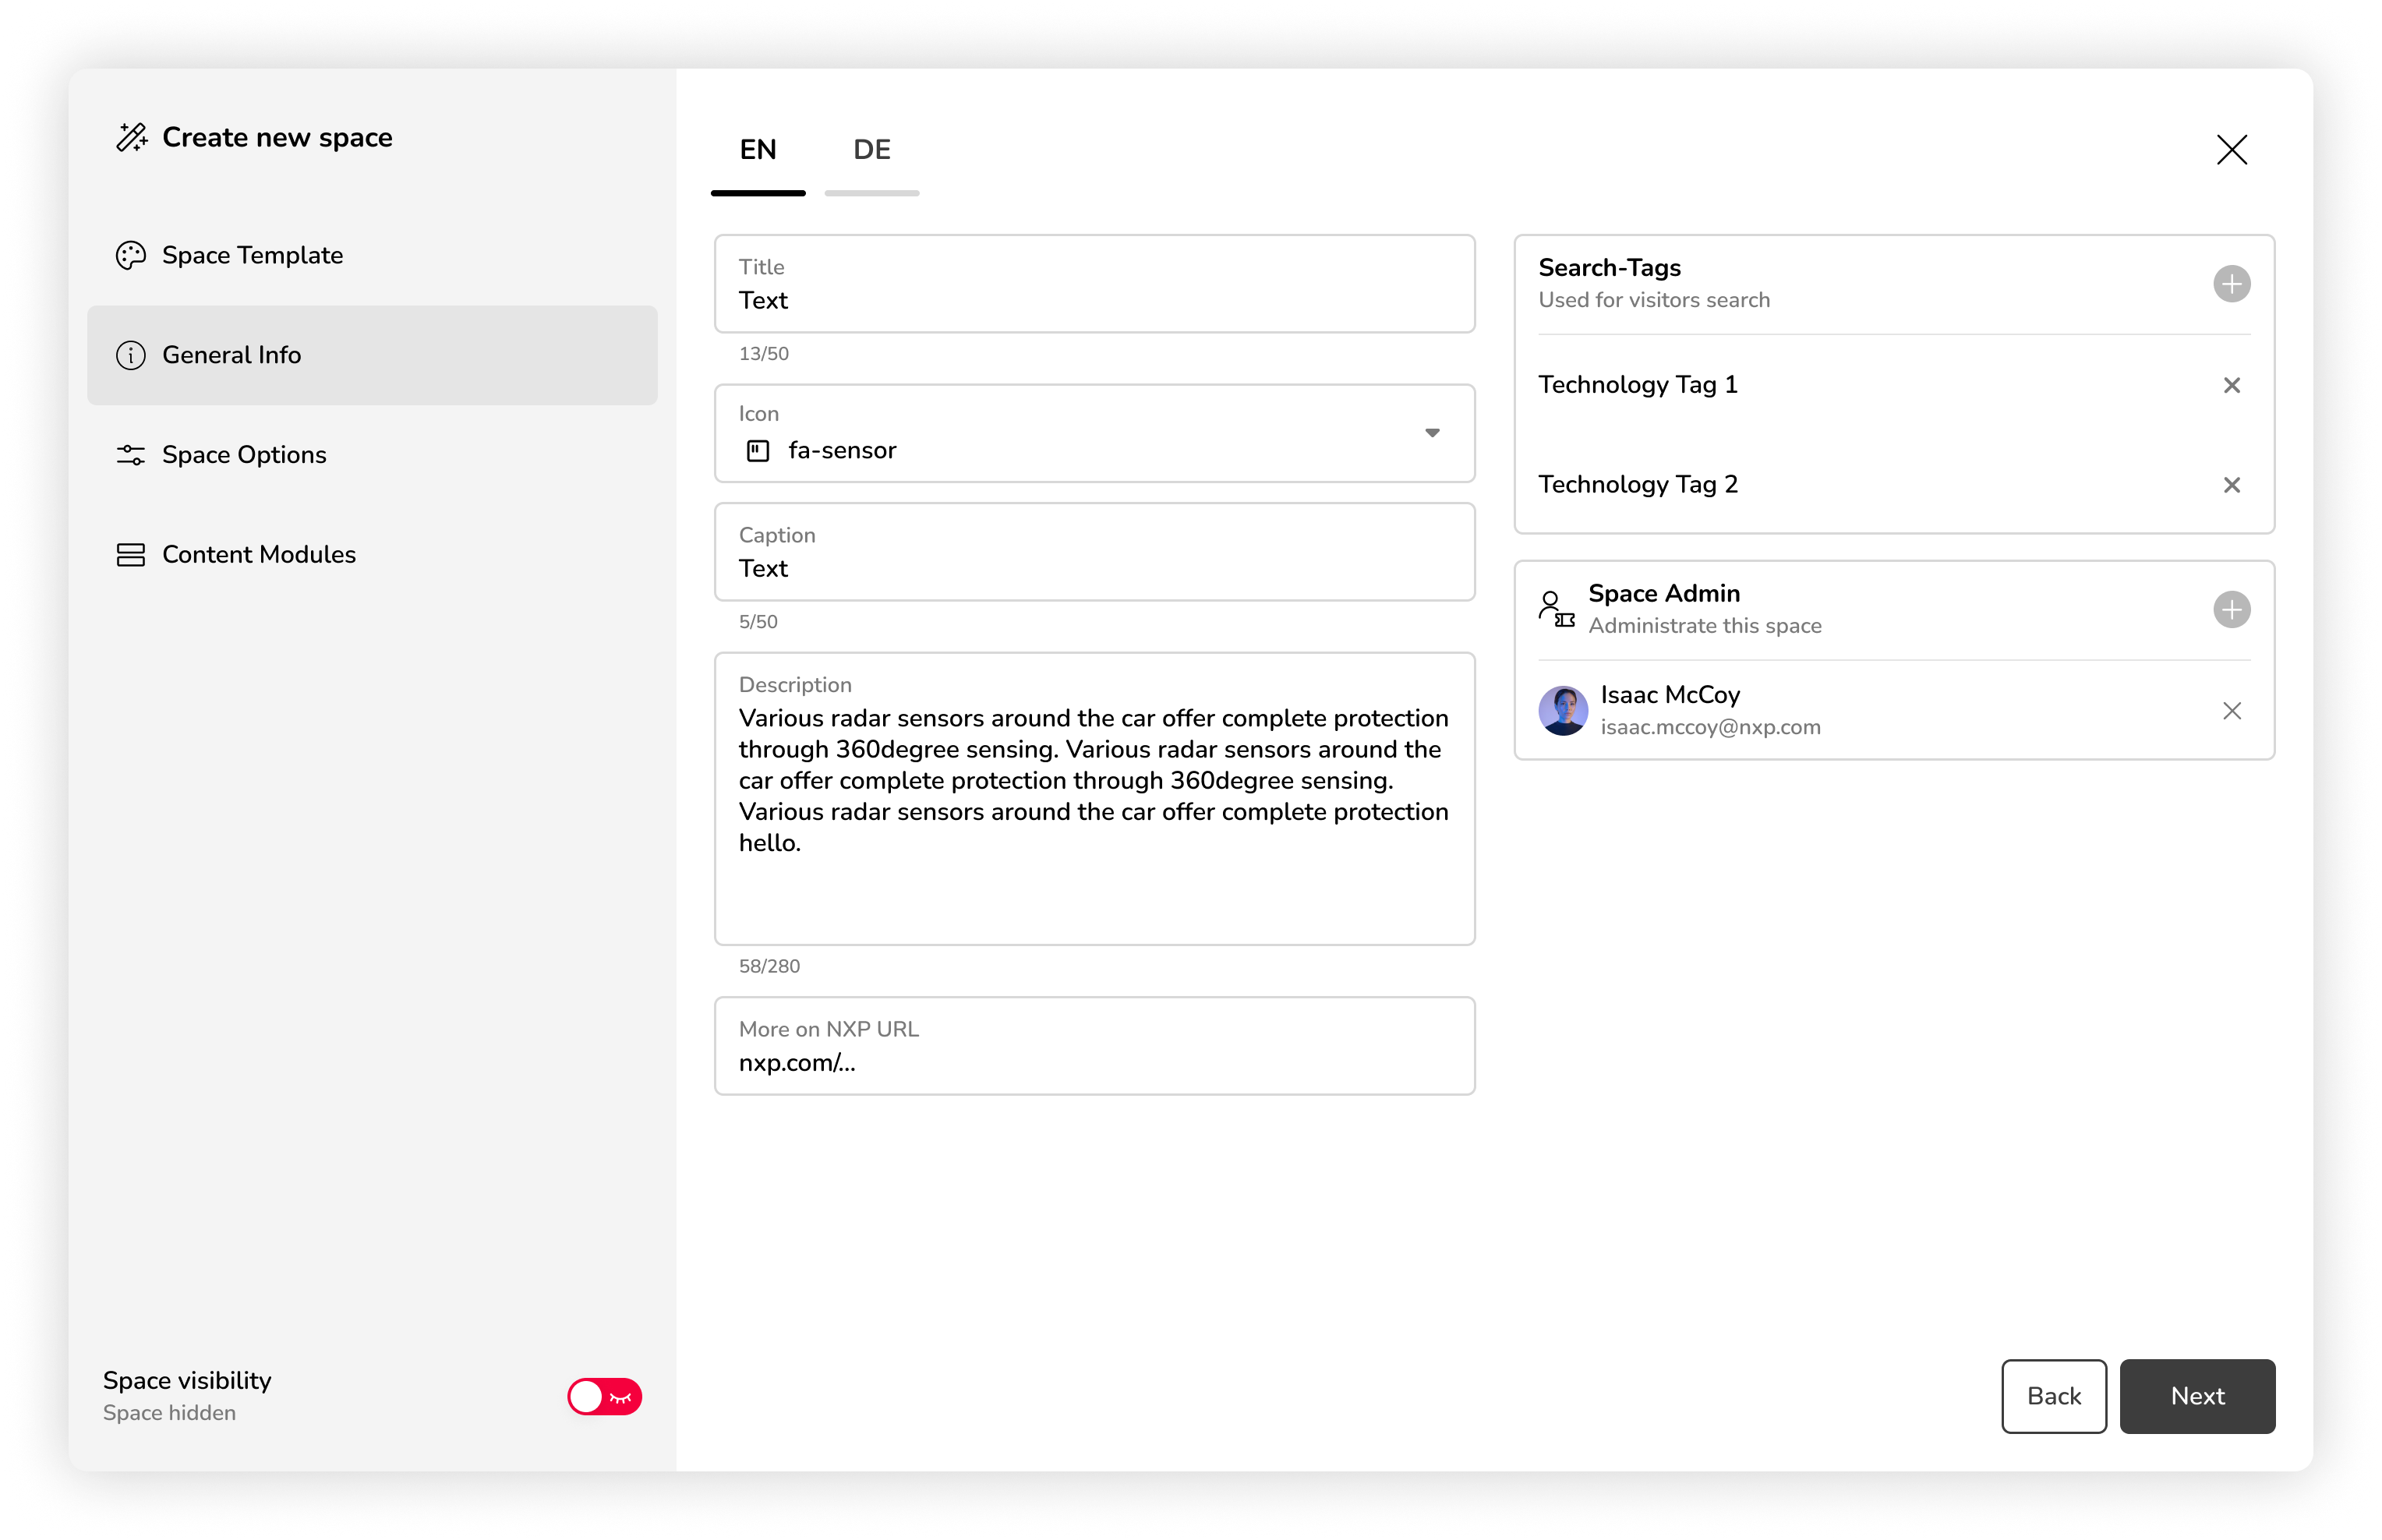 Create new space
Space Template
General Info
Space Options
Content Modules
Space visibility
Space hidden
EN
DE
Title
Text
13/50
Icon
fa-sensor
Caption
Text
5/50
Description
Various radar sensors around the car offer complete protection
through 360degree sensing. Various radar sensors around the
car offer complete protection through 360degree sensing.
Various radar sensors around the car offer complete protection
hello.
58/280
More on NXP URL
nxp.com/...
Search-Tags
Used for visitors search
Technology Tag 1
Technology Tag 2
Space Admin
Administrate this space
Isaac McCoy
isaac.mccoy@nxp.com
Back
Next